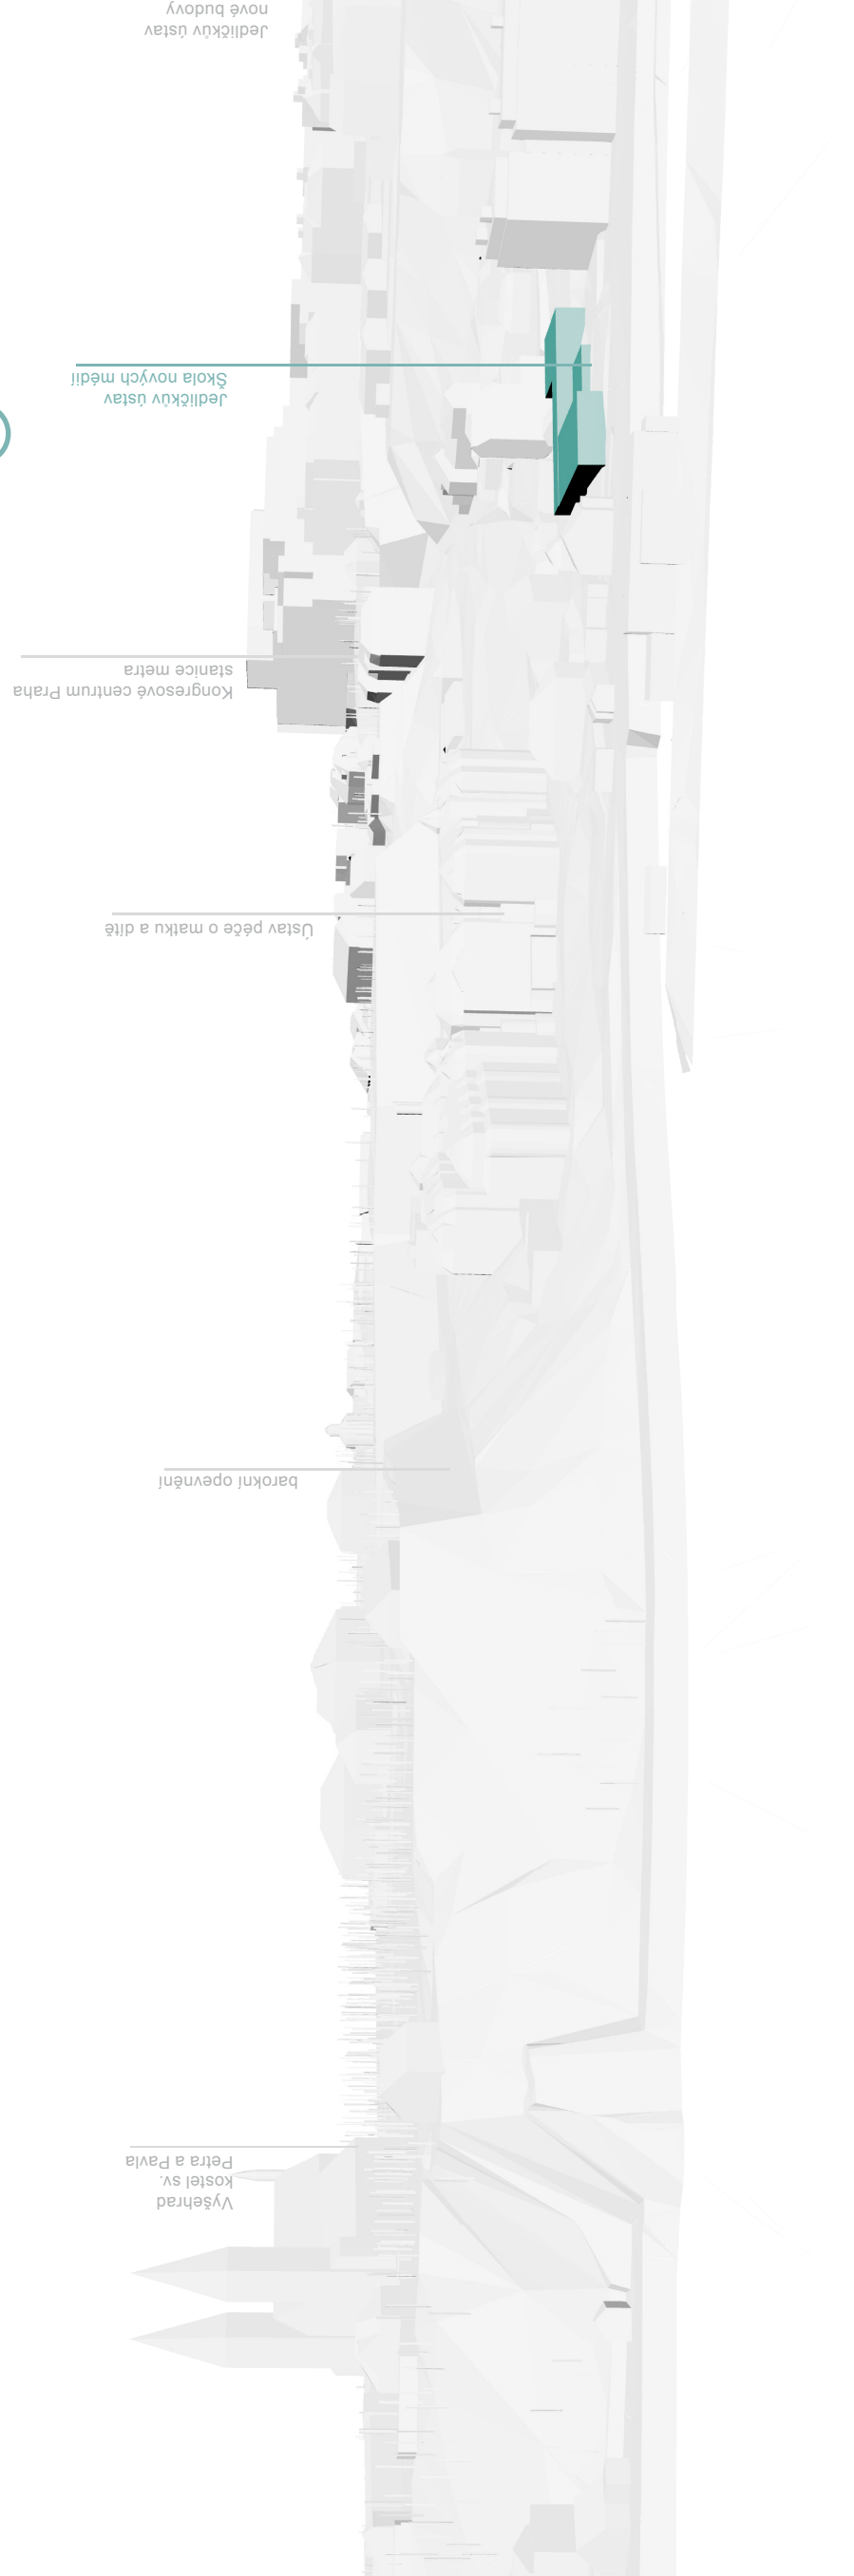 Vyšehrad
kostel sv.
Petra a Pavla
barokní opevnění
Ústav péče o matku a dítě
Kongresové centrum Praha
stanice metra
Jedličkův ústav
Škola nových médií
Jedličkův ústav
nové budovy